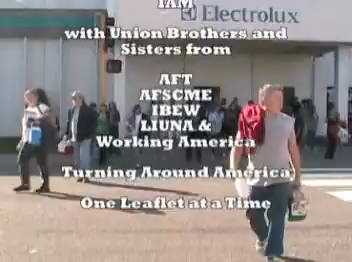 IAM
Electrolux
with Union Brothers and
Sisters from
AFT
AFSCME
IBEW
LIUNA &
Working America
Turning Around America
One Leaflet at a Time